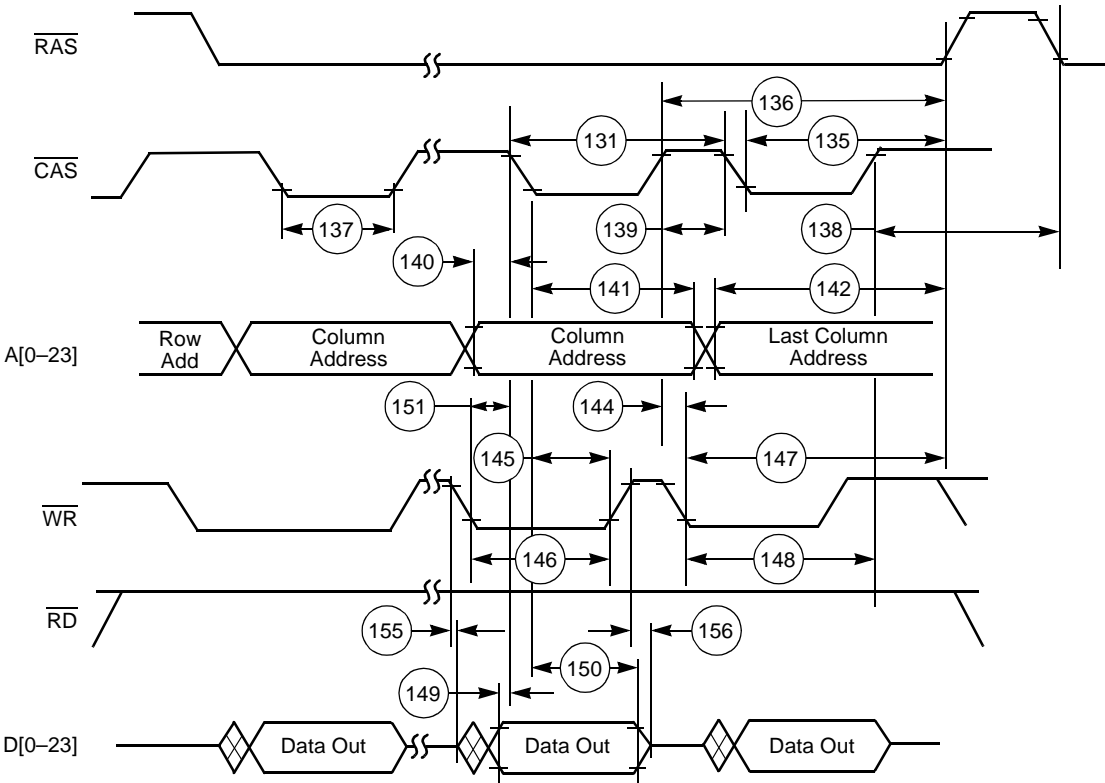 RAS
136
131
135
CAS
137
139
138
140
141
142
A[0–23]
Row
Add
Column
Address
Column
Address
Last Column
Address
151
144
145
147
WR
146
148
RD
155
156
150
149
D[0–23]
Data Out
Data Out
Data Out